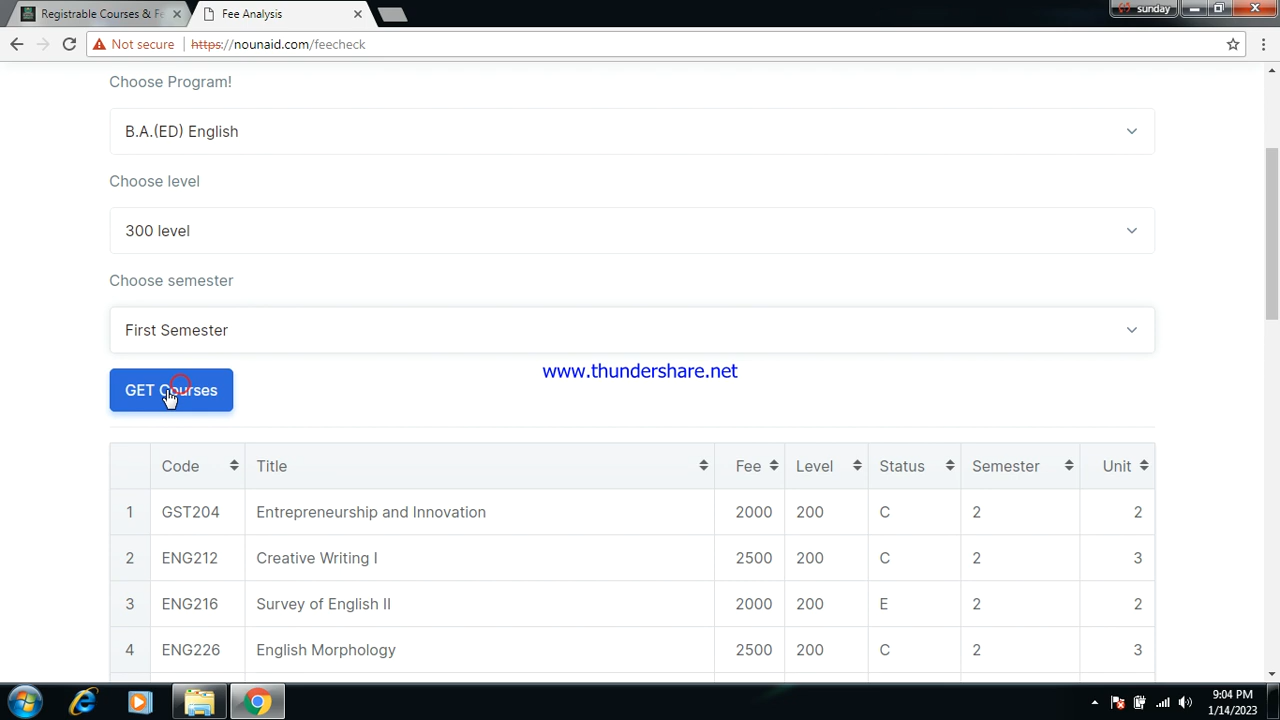 Registrable Courses & Fe
Fee Analysis
sunday
Not secure
https://nounaid.com/feecheck
Choose Program!
B.A.(ED) English
Choose level
300 level
Choose semester
First Semester
www.thundershare.net
GET Courses
Code Title Fee Level Status Semester Unit
1 GST204 Entrepreneurship and Innovation 2000 200 C 2 2
2 ENG212 Creative Writing I 2500 200 C 2 3
3 ENG216 Survey of English II 2000 200 E 2 2
4 ENG226 English Morphology 2500 200 C 2 3
9:04 PM
1/14/2023